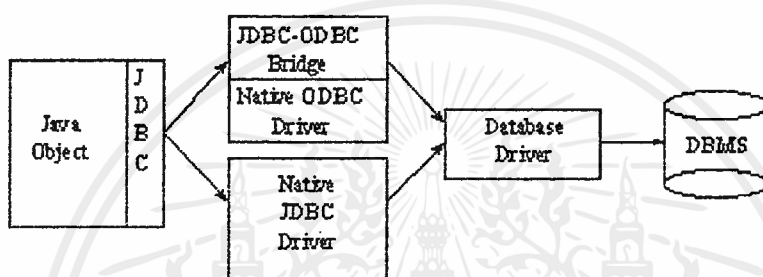 Java
Object
J
D
B
C
JDBC-ODBC
Bridge
Native ODBC
Driver
Native
JDBC
Driver
Database
Driver
DBMS